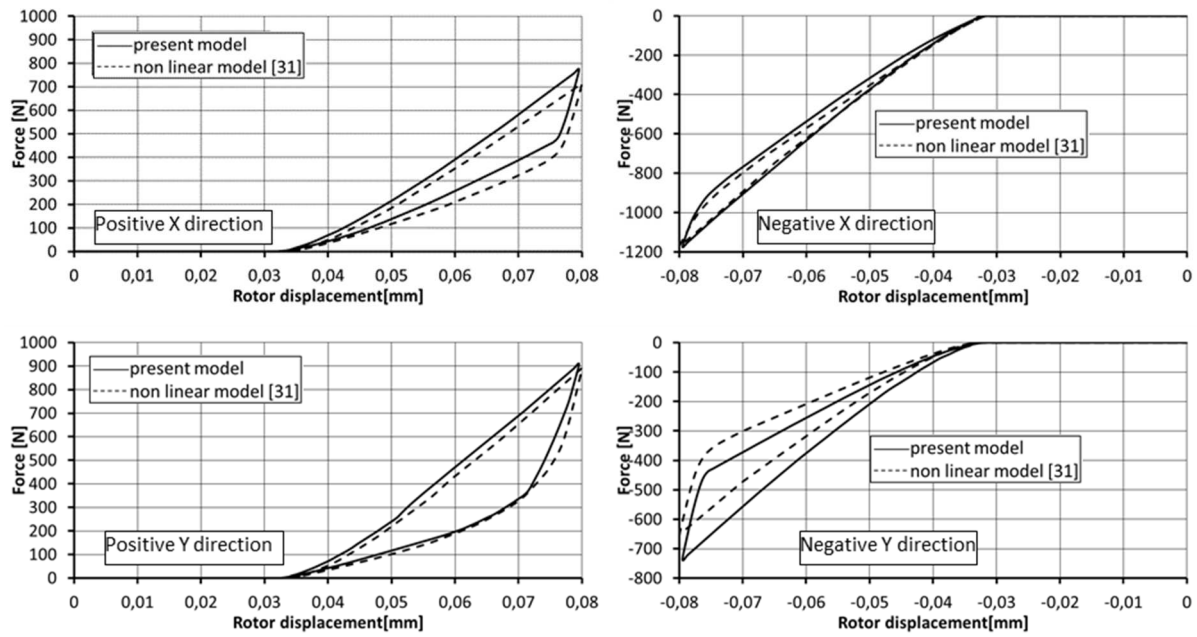 1000
900
800
700
600
500
400
300
200
100
0
Force [N]
present model
non linear model [31]
Positive X direction
0 0,01 0,02 0,03 0,04 0,05 0,06 0,07 0,08
Rotor displacement[mm]
0
-200
-400
-600
-800
-1000
-1200
Force [N]
present model
non linear model [31]
Negative X direction
-0,08 -0,07 -0,06 -0,05 -0,04 -0,03 -0,02 -0,01 0
Rotor displacement[mm]
1000
900
800
700
600
500
400
300
200
100
0
Force [N]
present model
non linear model [31]
Positive Y direction
0 0,01 0,02 0,03 0,04 0,05 0,06 0,07 0,08
Rotor displacement[mm]
0
-100
-200
-300
-400
-500
-600
-700
-800
Force [N]
present model
non linear model [31]
Negative Y direction
-0,08 -0,07 -0,06 -0,05 -0,04 -0,03 -0,02 -0,01 0
Rotor displacement[mm]